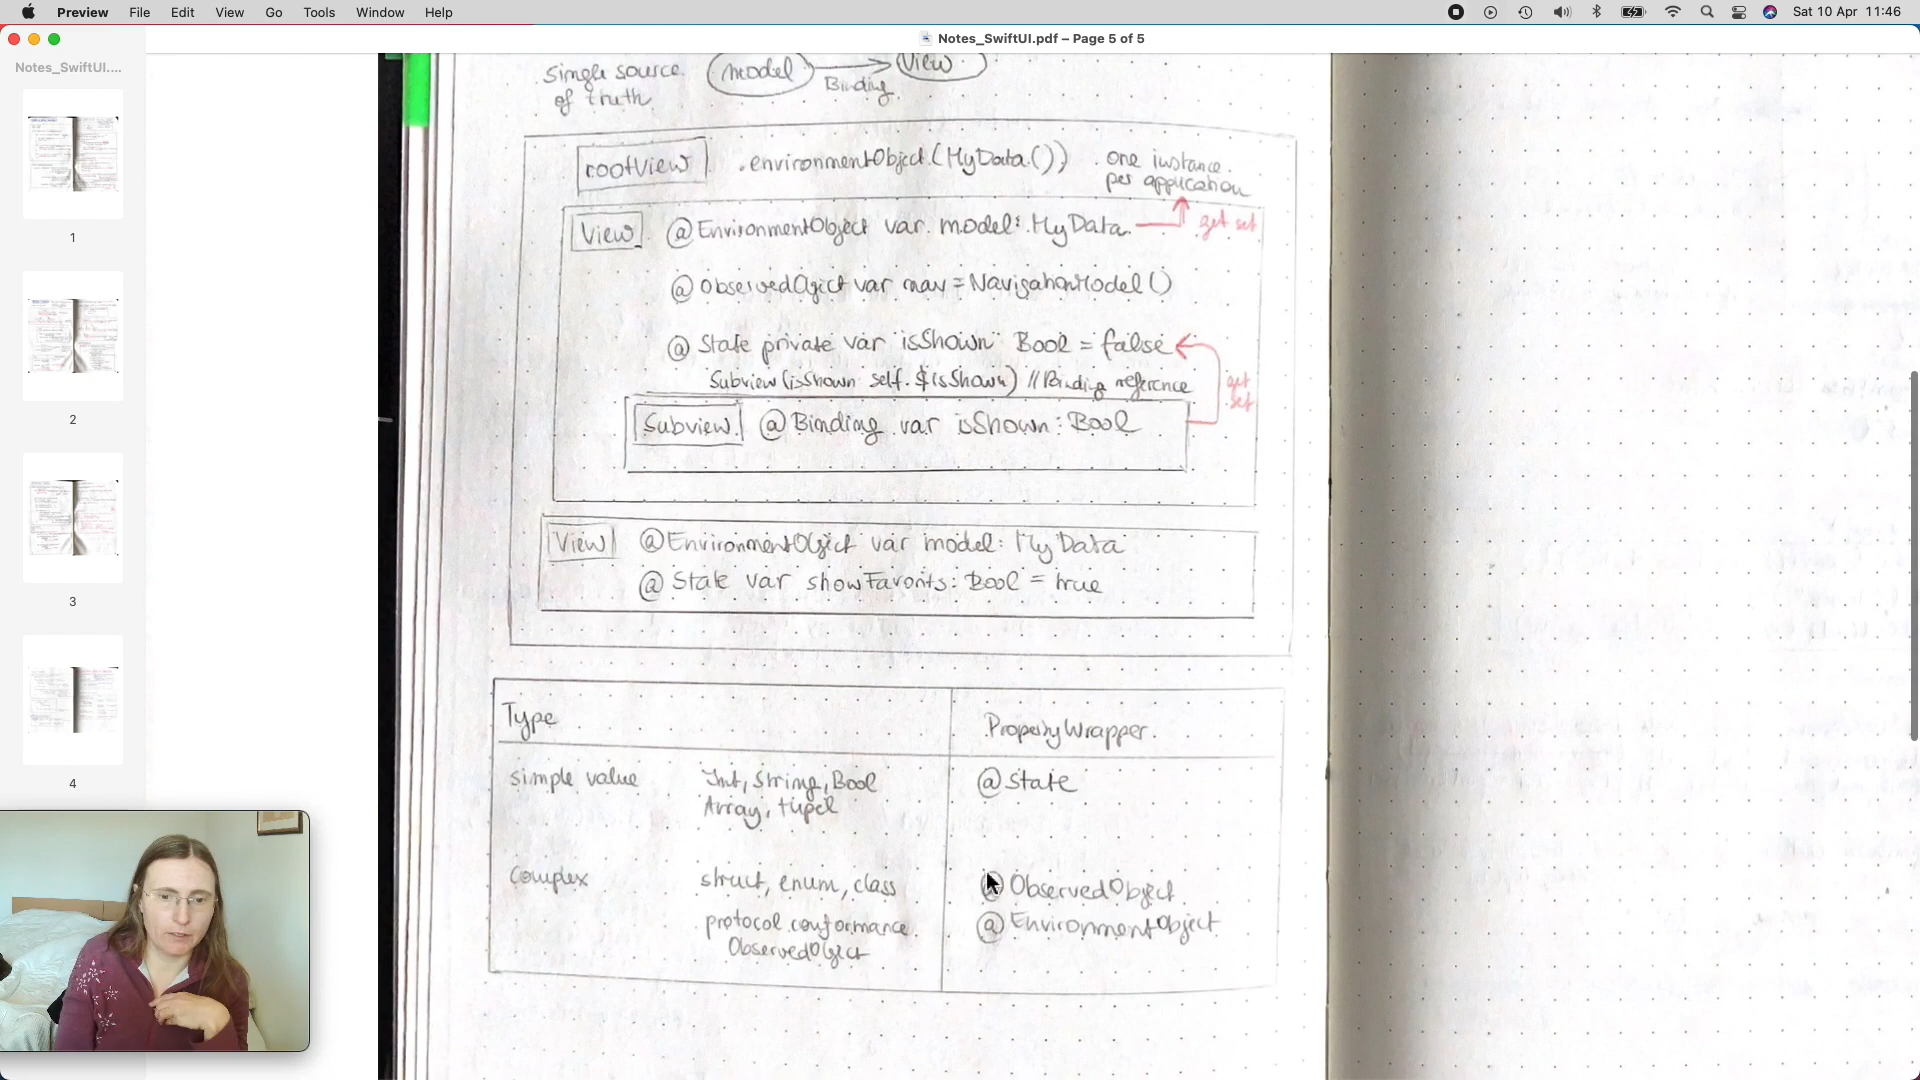 Preview File Edit View Go Tools Window Help
Sat 10 Apr 11:46
Notes_SwiftUI.pdf – Page 5 of 5
Notes_SwiftUI....
1
2
3
4
single source model View
of truth Binding
rootView .environmentObject.(MyData.()) one instance
per application
View @EnvironmentObject var model: MyData get set
@ObservedObject var nav = NavigationModel()
@State private var isShown Bool = false
Subview(isShown self.$isShown) //Binding reference
get
set
Subview @Binding var isShown: Bool
View @EnvironmentObject var model: MyData
@State var showFavorits: Bool = true
Type PropertyWrapper
simple value Int, String, Bool @State
Array, tupel
complex struct, enum, class @ObservedObject
protocol conformance @EnvironmentObject
ObservedObject